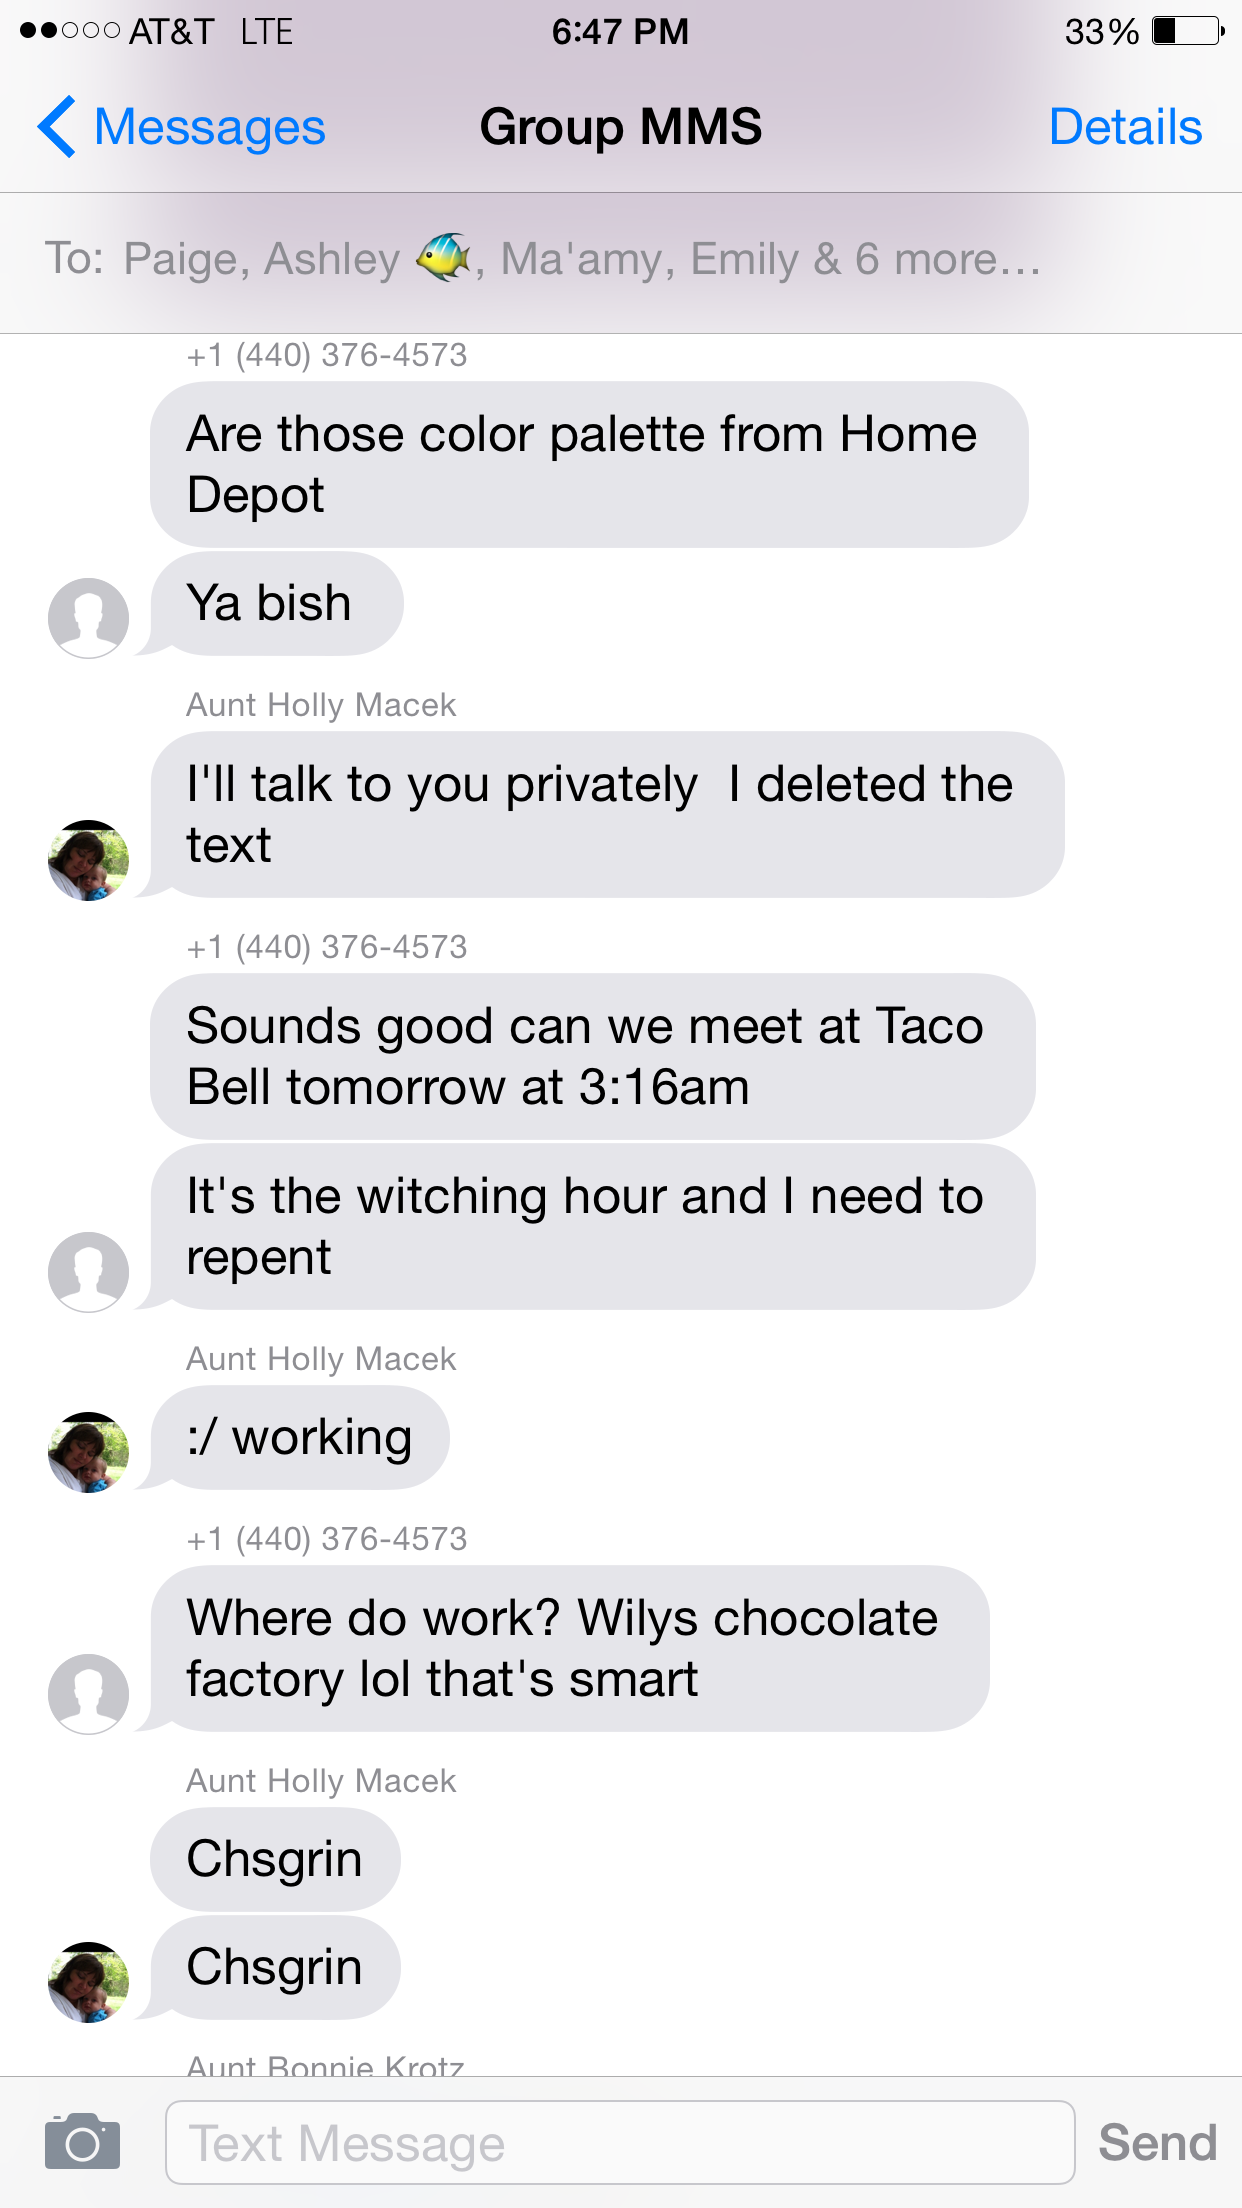 AT&T LTE 6:47 PM 33%
Messages Group MMS Details
To: Paige, Ashley 🐠, Ma'amy, Emily & 6 more...
+1 (440) 376-4573
Are those color palette from Home
Depot
Ya bish
Aunt Holly Macek
I'll talk to you privately  I deleted the
text
+1 (440) 376-4573
Sounds good can we meet at Taco
Bell tomorrow at 3:16am
It's the witching hour and I need to
repent
Aunt Holly Macek
:/ working
+1 (440) 376-4573
Where do work? Wilys chocolate
factory lol that's smart
Aunt Holly Macek
Chsgrin
Chsgrin
Aunt Bonnie Krotz
Text Message Send